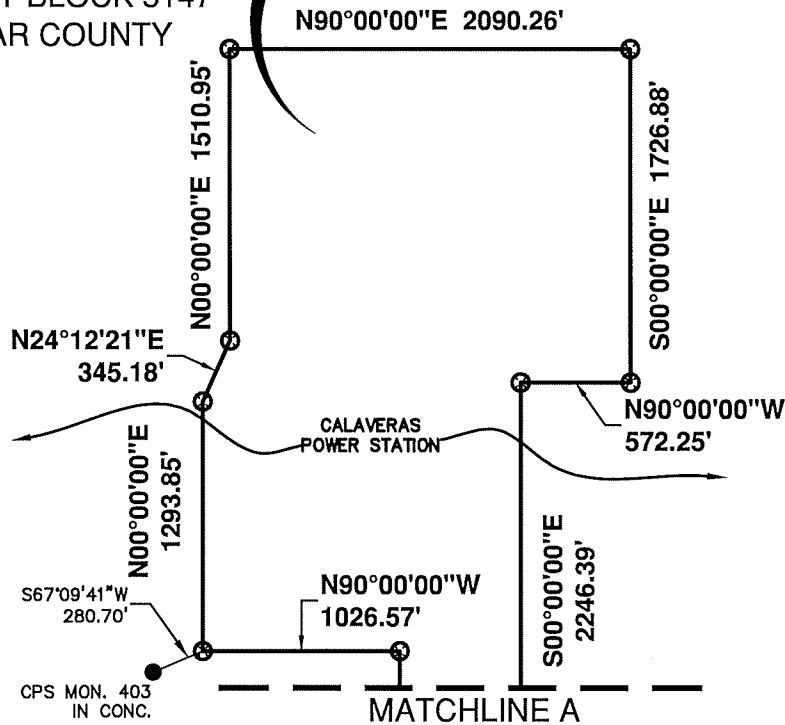 BLOCK 5147
AR COUNTY
N90°00'00"E 2090.26'
N00°00'00"E 1510.95'
S00°00'00"E 1726.88'
N24°12'21"E
345.18'
N90°00'00"W
572.25'
CALAVERAS
POWER STATION
N00°00'00"E
1293.85'
S00°00'00"E
2246.39'
S67°09'41"W
280.70'
N90°00'00"W
1026.57'
CPS MON. 403
IN CONC.
MATCHLINE A